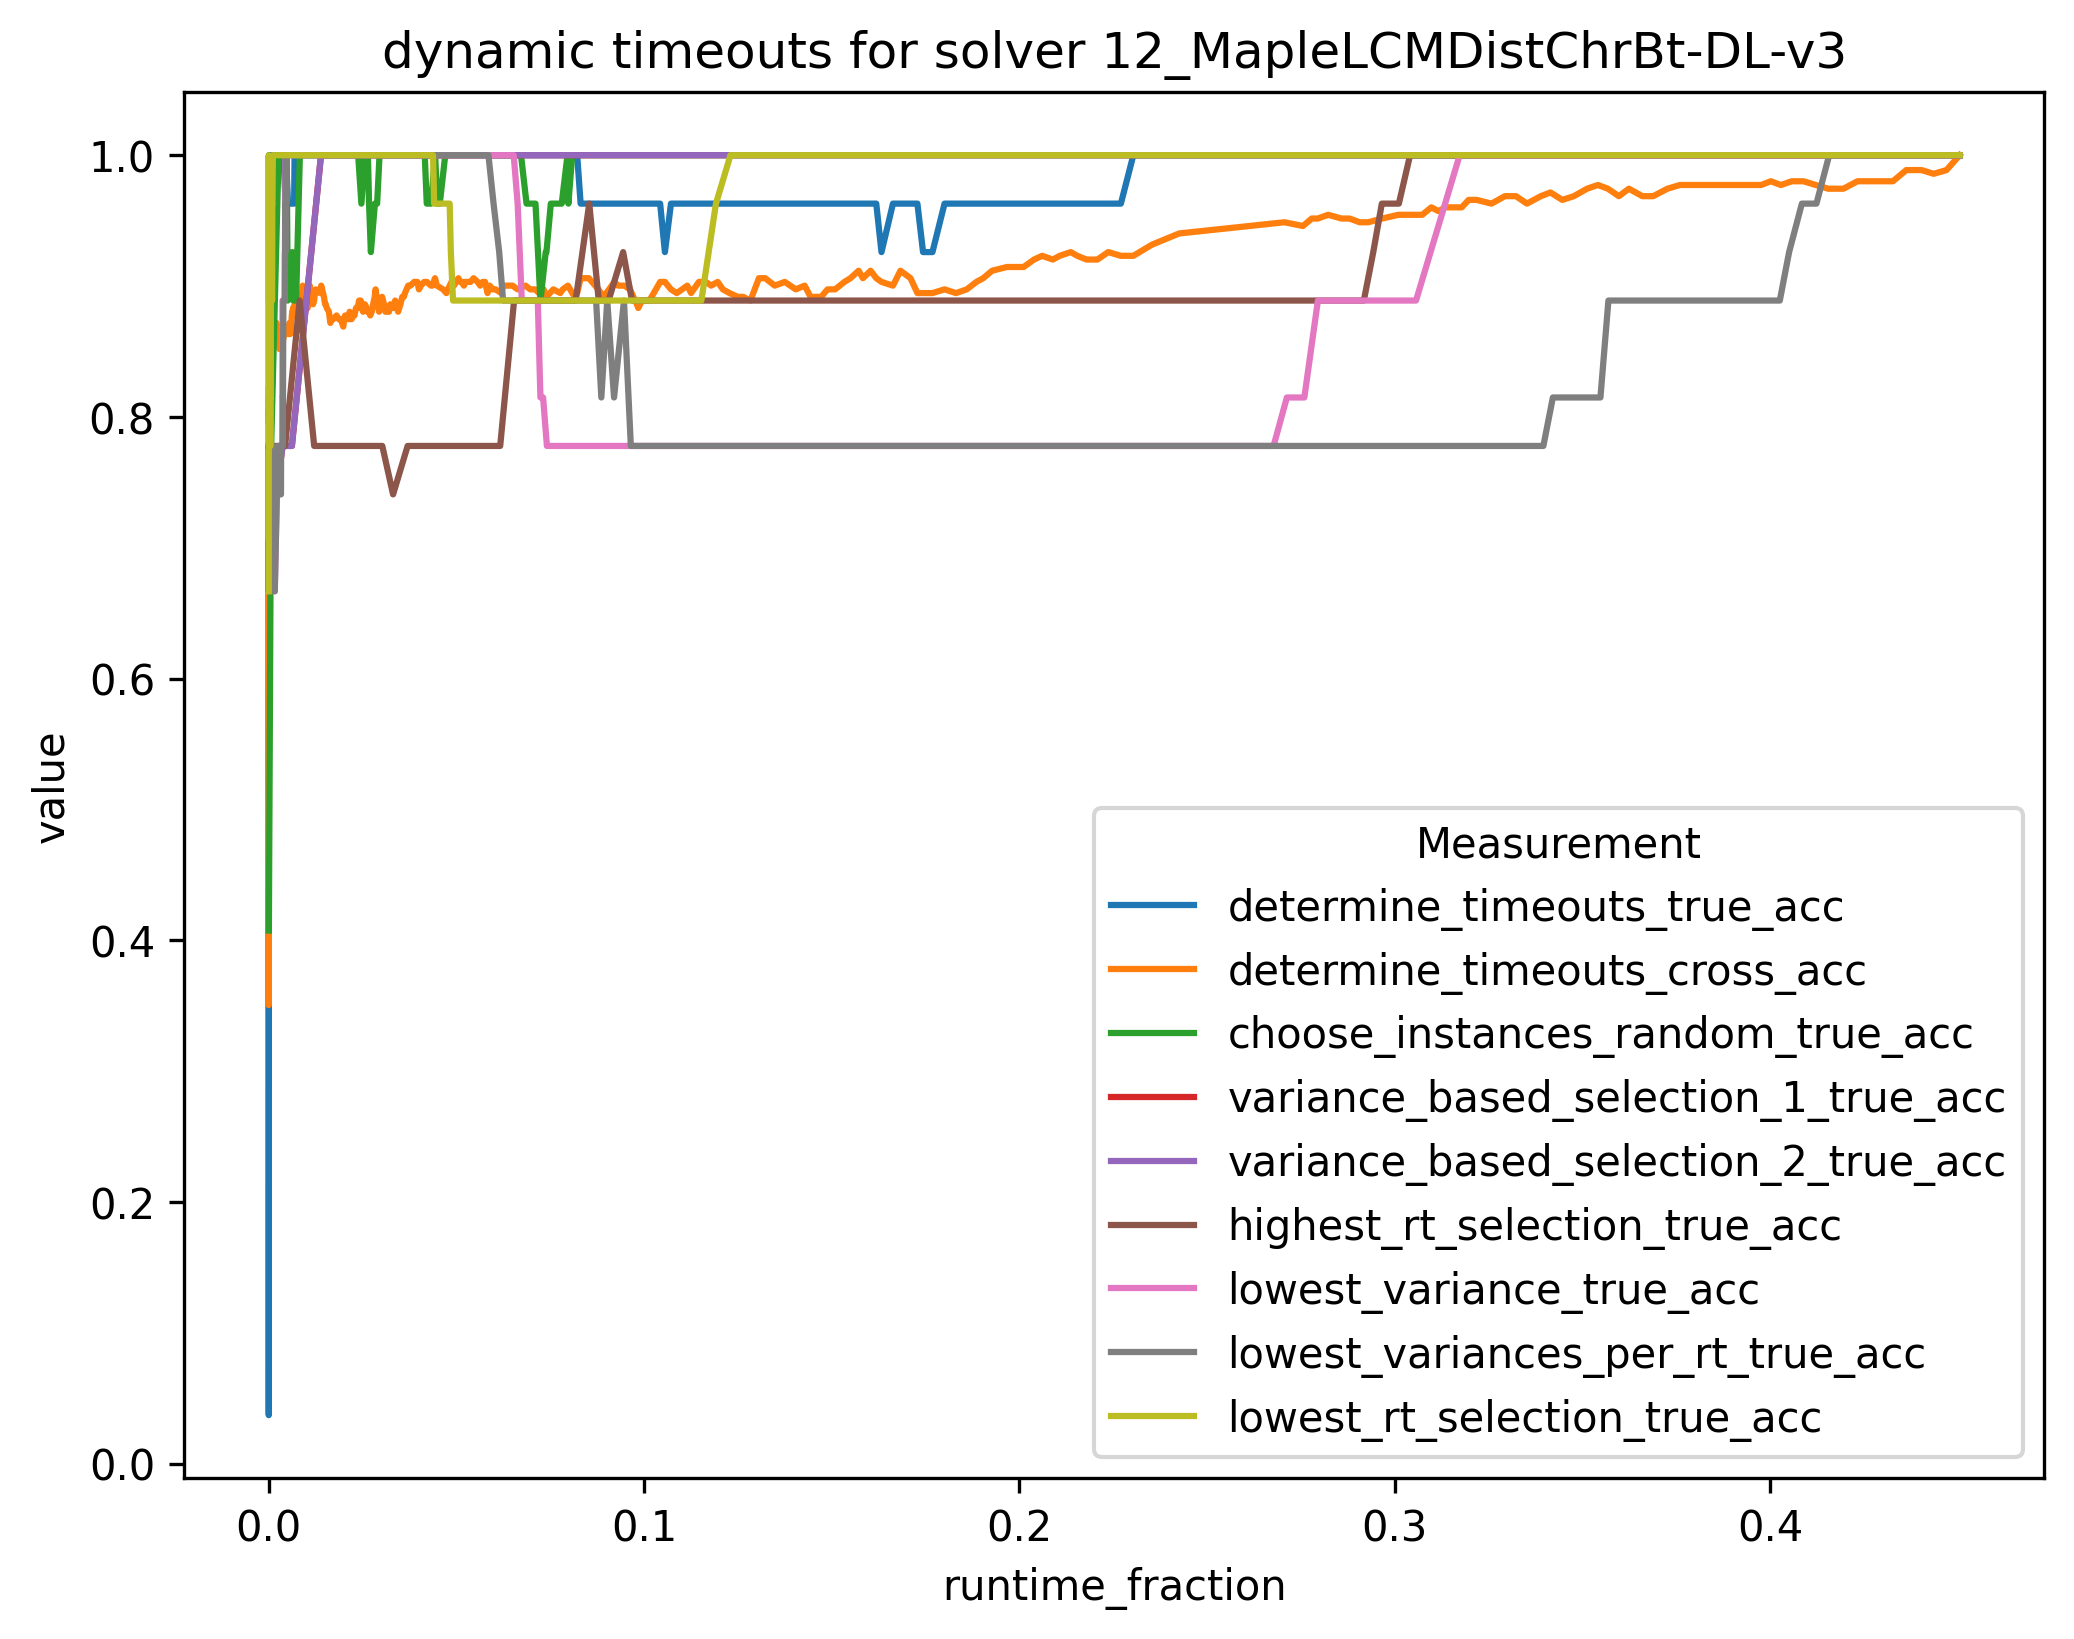 dynamic timeouts for solver 12_MapleLCMDistChrBt-DL-v3
1.0
0.8
0.6
0.4
0.2
0.0
value
0.0 0.1 0.2 0.3 0.4
runtime_fraction
Measurement
determine_timeouts_true_acc
determine_timeouts_cross_acc
choose_instances_random_true_acc
variance_based_selection_1_true_acc
variance_based_selection_2_true_acc
highest_rt_selection_true_acc
lowest_variance_true_acc
lowest_variances_per_rt_true_acc
lowest_rt_selection_true_acc